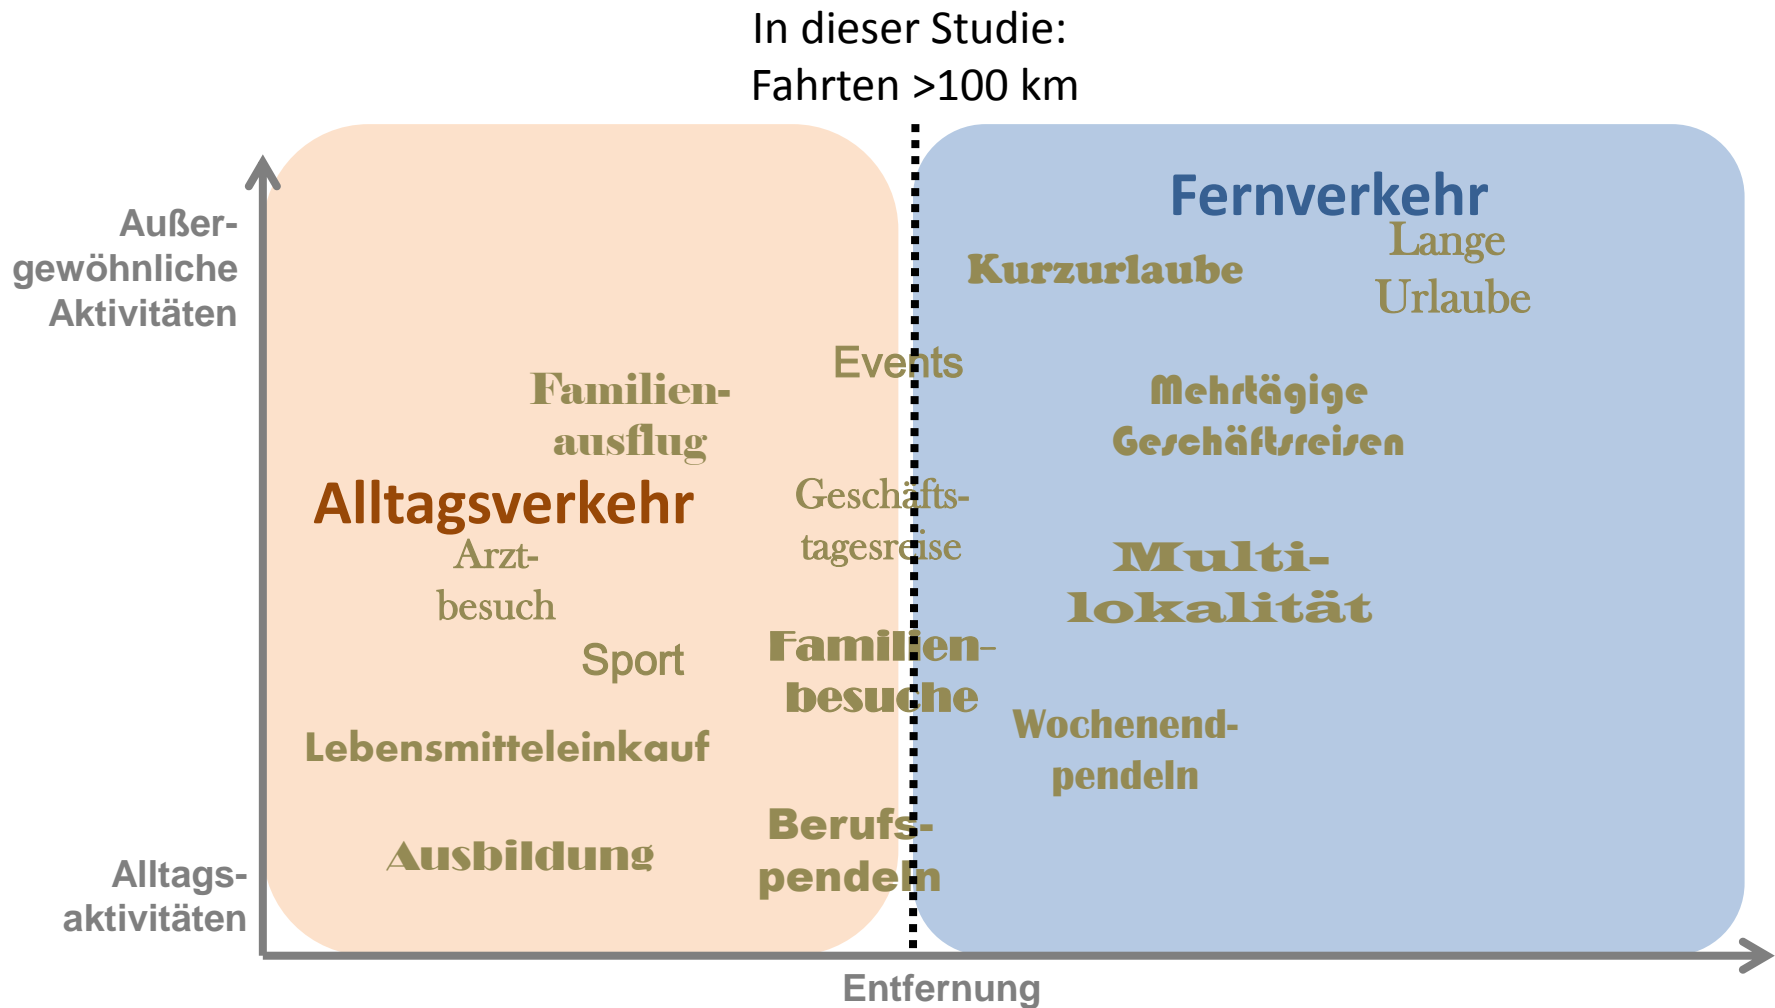 In dieser Studie:
Fahrten >100 km
Fernverkehr
Außer-
gewöhnliche
Aktivitäten
Kurzurlaube
Lange
Urlaube
Events
Familien-
ausflug
Mehrtägige
Geschäftsreisen
Alltagsverkehr
Geschäfts-
tagesreise
Arzt-
besuch
Multi-
lokalität
Sport
Familien-
besuche
Lebensmitteleinkauf
Wochenend-
pendeln
Ausbildung
Berufs-
pendeln
Alltags-
aktivitäten
Entfernung